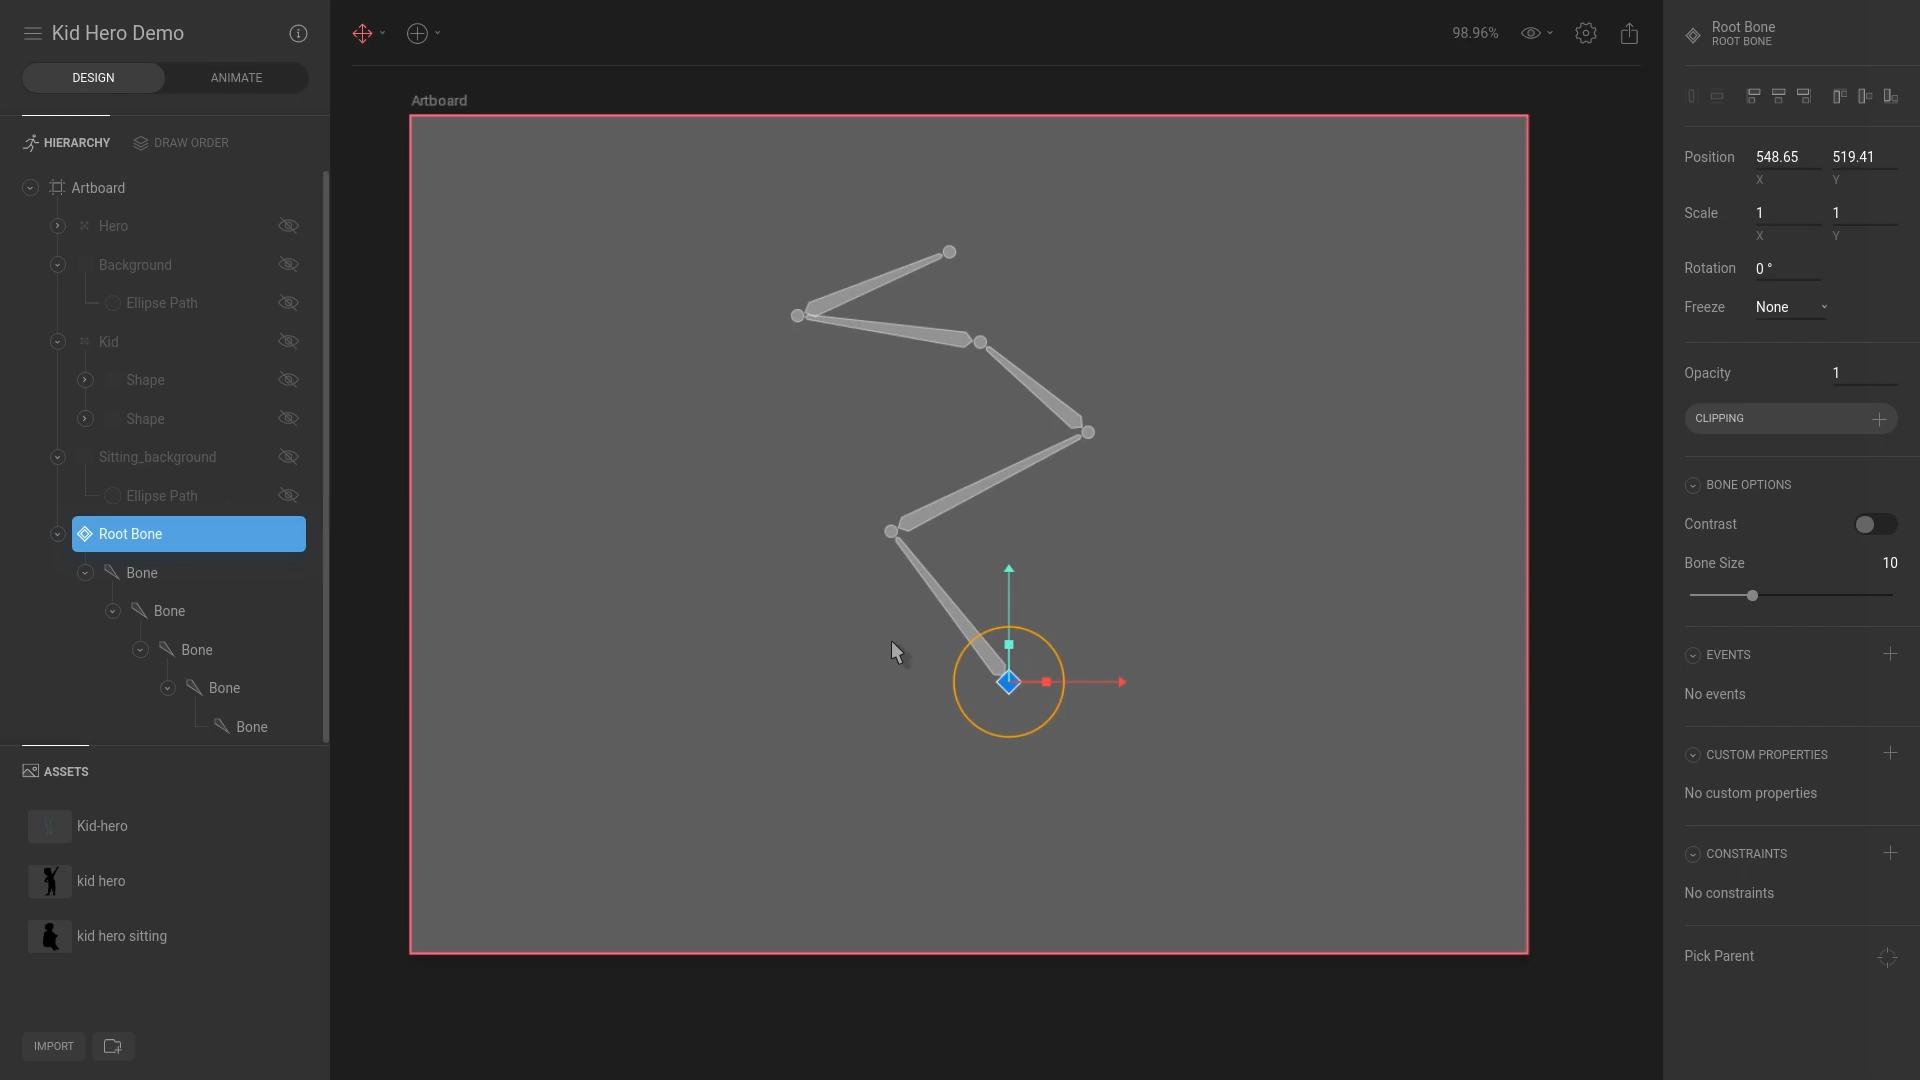 Kid Hero Demo
DESIGN
ANIMATE
HIERARCHY
DRAW ORDER
Artboard
Hero
Background
Ellipse Path
Kid
Shape
Shape
Sitting_background
Ellipse Path
Root Bone
Bone
Bone
Bone
Bone
Bone
ASSETS
Kid-hero
kid hero
kid hero sitting
IMPORT
98.96%
Artboard
Root Bone
ROOT BONE
Position 548.65 519.41
X Y
Scale 1 1
X Y
Rotation 0 °
Freeze None
Opacity 1
CLIPPING
BONE OPTIONS
Contrast
Bone Size 10
EVENTS
No events
CUSTOM PROPERTIES
No custom properties
CONSTRAINTS
No constraints
Pick Parent